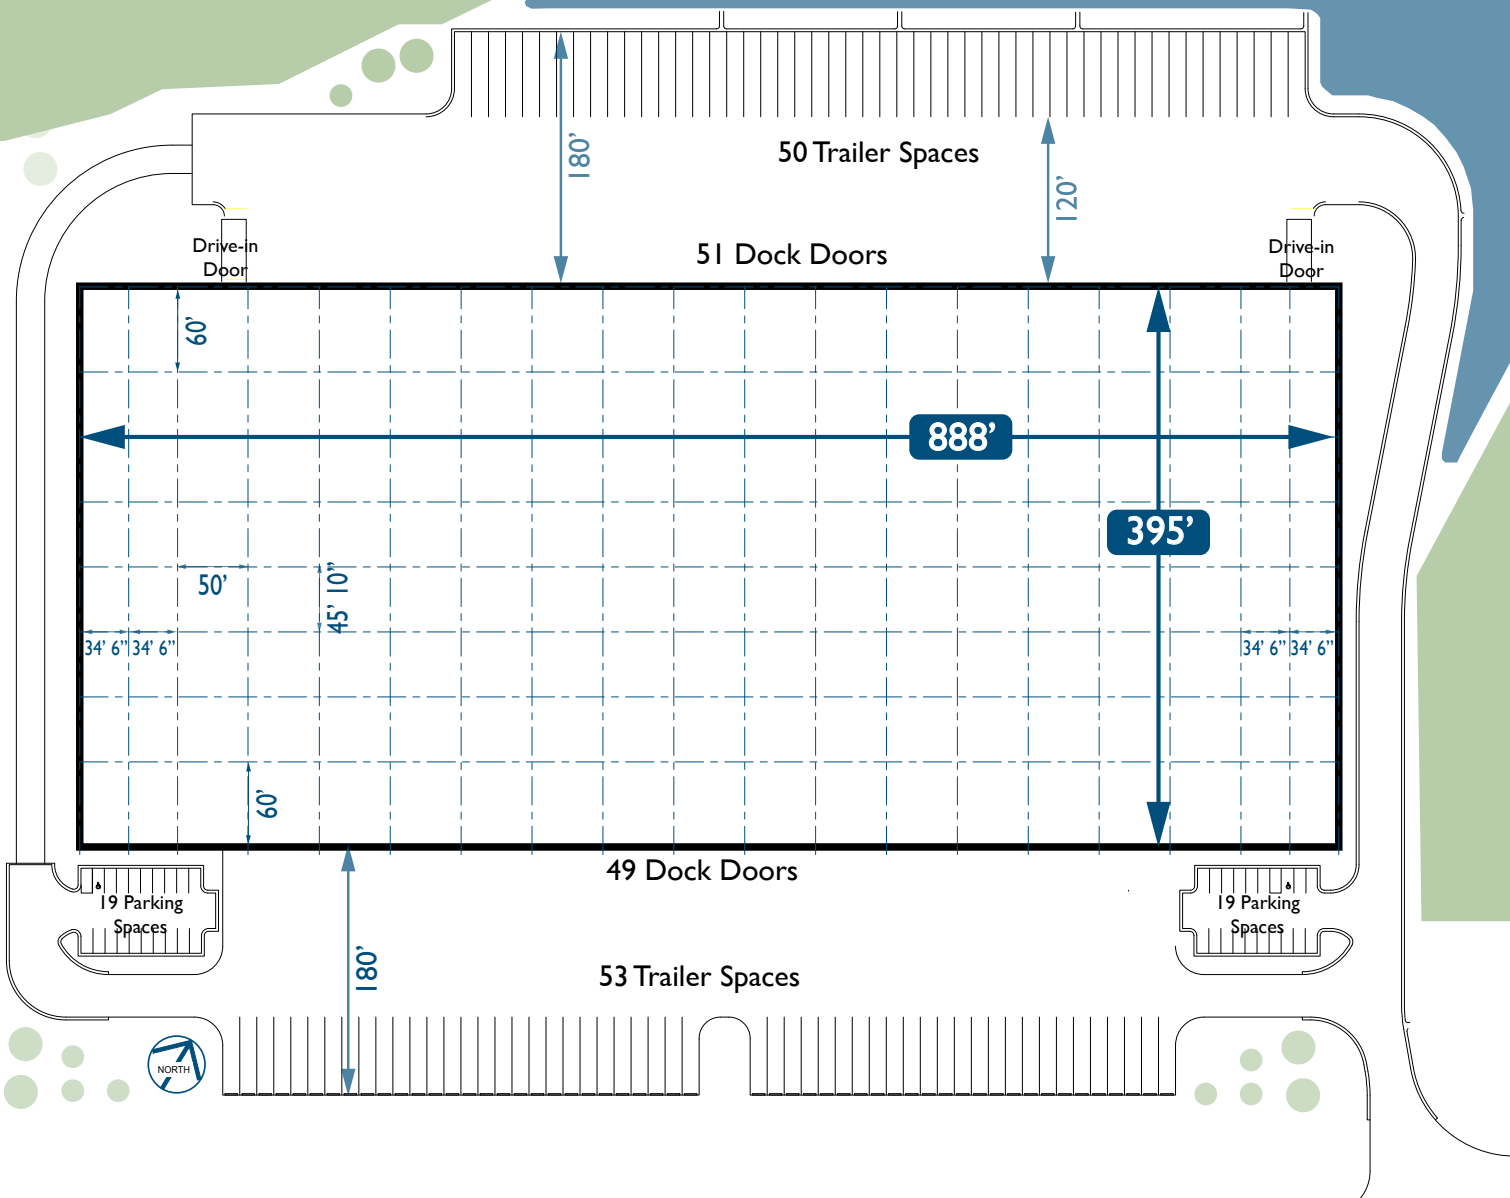 180’
50 Trailer Spaces
120’
Drive-in
Door
51 Dock Doors
Drive-in
Door
60’
888’
395’
50’
45’ 10”
34’ 6”
34’ 6”
34’ 6”
34’ 6”
60’
49 Dock Doors
19 Parking
Spaces
19 Parking
Spaces
180’
53 Trailer Spaces
NORTH